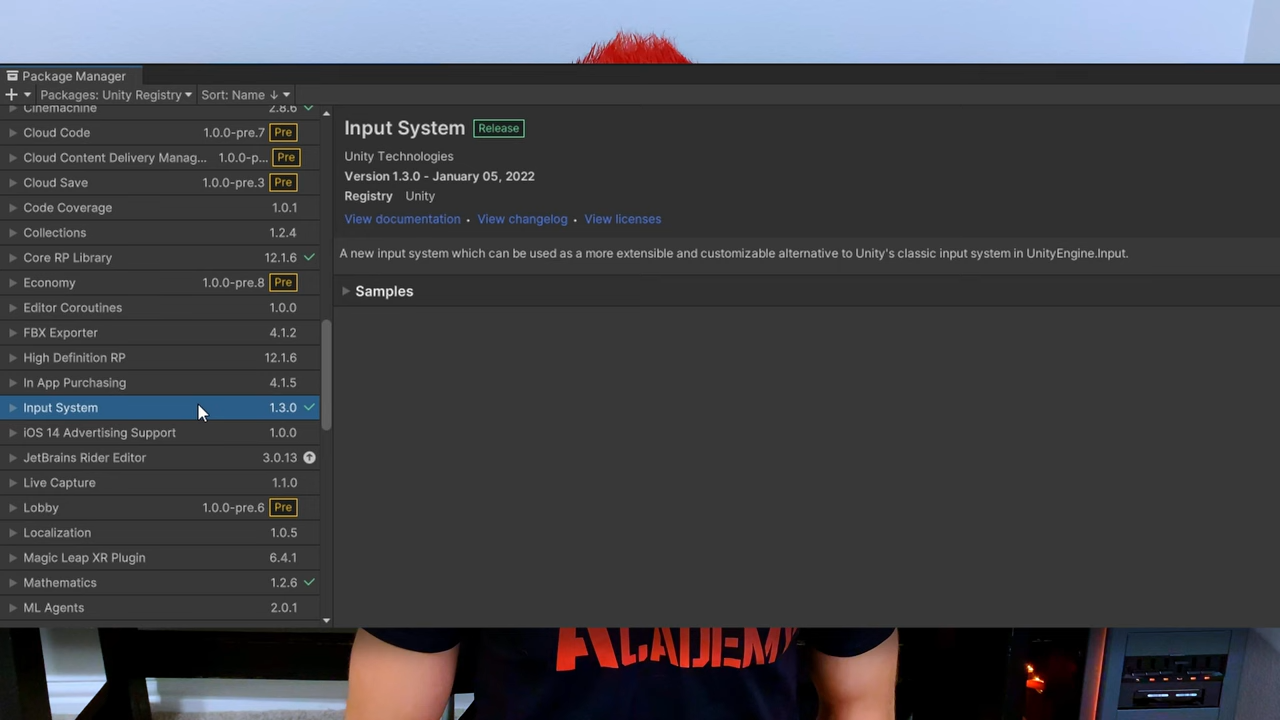 Package Manager
Packages: Unity Registry Sort: Name ↓
Cinemachine 2.8.6
Cloud Code 1.0.0-pre.7 Pre
Cloud Content Delivery Manag... 1.0.0-p... Pre
Cloud Save 1.0.0-pre.3 Pre
Code Coverage 1.0.1
Collections 1.2.4
Core RP Library 12.1.6
Economy 1.0.0-pre.8 Pre
Editor Coroutines 1.0.0
FBX Exporter 4.1.2
High Definition RP 12.1.6
In App Purchasing 4.1.5
Input System 1.3.0
iOS 14 Advertising Support 1.0.0
JetBrains Rider Editor 3.0.13
Live Capture 1.1.0
Lobby 1.0.0-pre.6 Pre
Localization 1.0.5
Magic Leap XR Plugin 6.4.1
Mathematics 1.2.6
ML Agents 2.0.1
Input System Release
Unity Technologies
Version 1.3.0 - January 05, 2022
Registry Unity
View documentation • View changelog • View licenses
A new input system which can be used as a more extensible and customizable alternative to Unity's classic input system in UnityEngine.Input.
Samples
ACADEMY